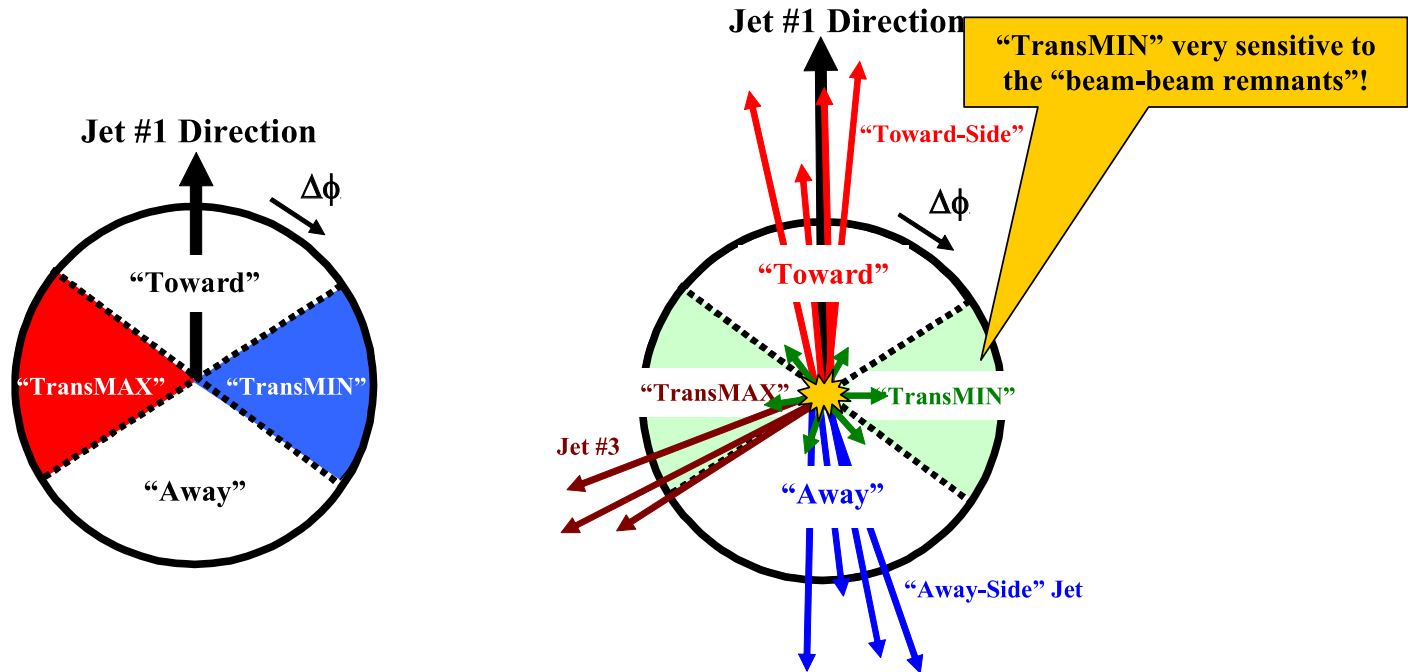 Jet #1 Direction
Δϕ
“Toward”
“TransMAX”
“TransMIN”
“Away”
Jet #1 Direction
“TransMIN” very sensitive to
the “beam-beam remnants”!
“Toward-Side”
Δϕ
“Toward”
“TransMAX”
“TransMIN”
Jet #3
“Away”
“Away-Side” Jet